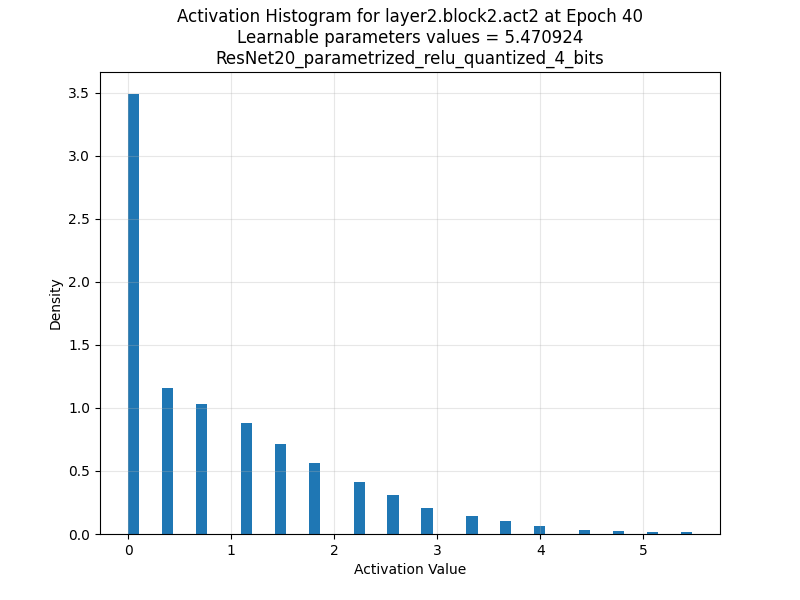 Activation Histogram for layer2.block2.act2 at Epoch 40
Learnable parameters values = 5.470924
ResNet20_parametrized_relu_quantized_4_bits
3.5
3.0
2.5
2.0
1.5
1.0
0.5
0.0
Density
0 1 2 3 4 5
Activation Value